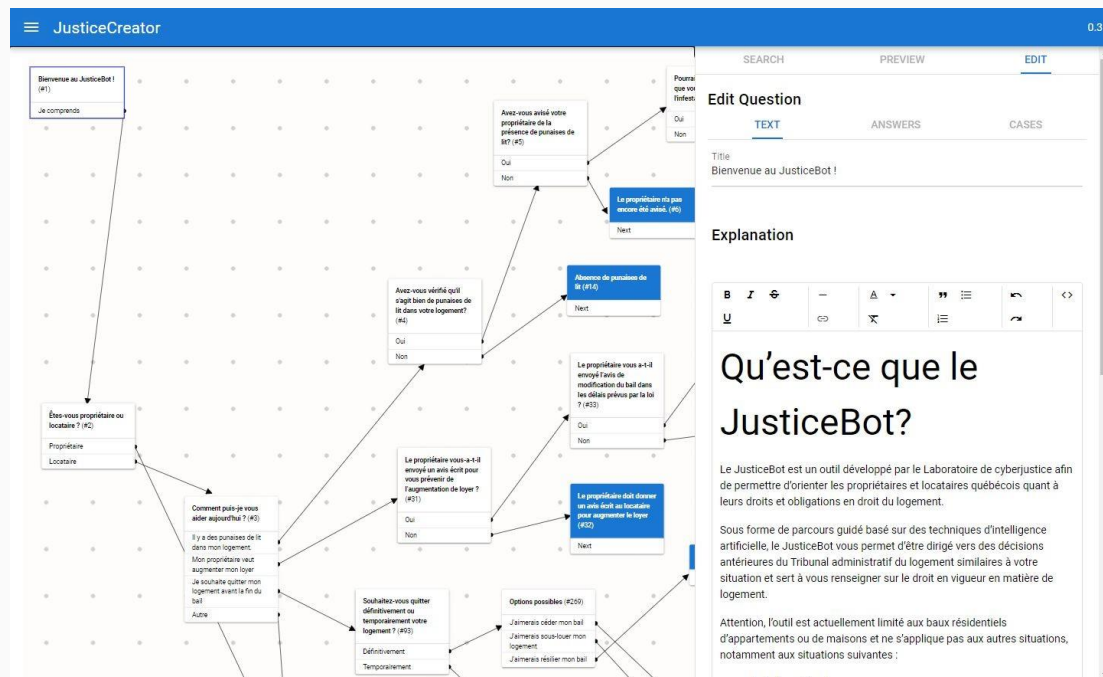 JusticeCreator
0.3
Bienvenue au JusticeBot !
(#1)
Je comprends
Avez-vous avisé votre
propriétaire de la
présence de punaises de
lit? (#5)
Oui
Non
que vo
l'infest
Oui
Non
Le propriétaire n'a pas
encore été avisé. (#6)
Next
Avez-vous vérifié qu'il
s'agit bien de punaises de
lit dans votre logement?
(#4)
Oui
Non
Absence de punaises de
lit (#14)
Next
Le propriétaire vous a-t-il
envoyé l'avis de
modification du bail dans
les délais prévus par la loi
? (#33)
Oui
Non
Êtes-vous propriétaire ou
locataire ? (#2)
Propriétaire
Locataire
Le propriétaire vous-a-t-il
envoyé un avis écrit pour
vous prévenir de
l'augmentation de loyer ?
(#31)
Oui
Non
Le propriétaire doit donner
un avis écrit au locataire
pour augmenter le loyer
(#32)
Next
Comment puis-je vous
aider aujourd'hui ? (#3)
Il y a des punaises de lit
dans mon logement.
Mon propriétaire veut
augmenter mon loyer
Je souhaite quitter mon
logement avant la fin du
bail
Autre
Souhaitez-vous quitter
définitivement ou
temporairement votre
logement ? (#93)
Définitivement
Temporairement
Options possibles (#269)
J'aimerais céder mon bail
J'aimerais sous-louer mon
logement
J'aimerais résilier mon bail
SEARCH PREVIEW EDIT
Edit Question
TEXT ANSWERS CASES
Title
Bienvenue au JusticeBot !
Explanation
Qu'est-ce que le
JusticeBot?
Le JusticeBot est un outil développé par le Laboratoire de cyberjustice afin
de permettre d'orienter les propriétaires et locataires québécois quant à
leurs droits et obligations en droit du logement.
Sous forme de parcours guidé basé sur des techniques d'intelligence
artificielle, le JusticeBot vous permet d'être dirigé vers des décisions
antérieures du Tribunal administratif du logement similaires à votre
situation et sert à vous renseigner sur le droit en vigueur en matière de
logement.
Attention, l'outil est actuellement limité aux baux résidentiels
d'appartements ou de maisons et ne s'applique pas aux autres situations,
notamment aux situations suivantes :